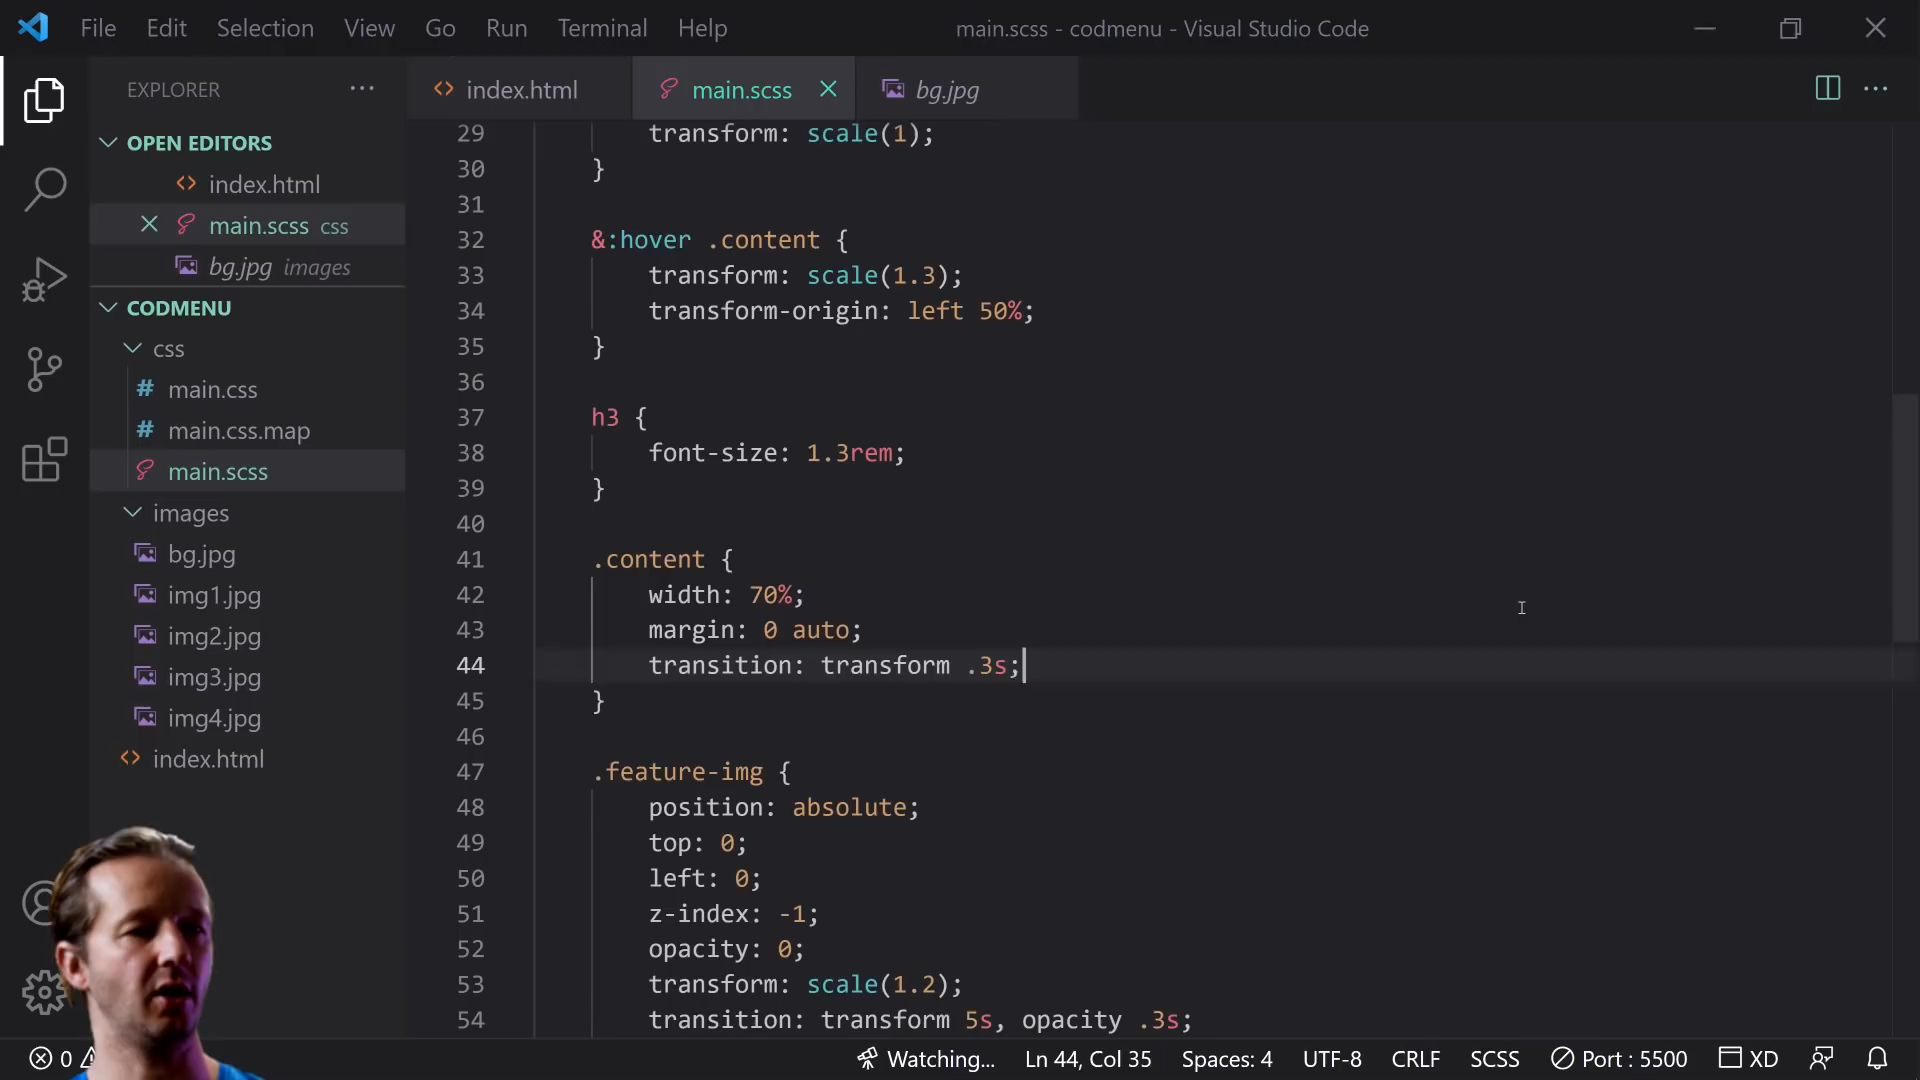 File Edit Selection View Go Run Terminal Help
main.scss - codmenu - Visual Studio Code
EXPLORER
index.html
main.scss
bg.jpg
OPEN EDITORS
index.html
main.scss css
bg.jpg images
CODMENU
css
main.css
main.css.map
main.scss
images
bg.jpg
img1.jpg
img2.jpg
img3.jpg
img4.jpg
index.html
29 transform: scale(1);
30 }
31
32 &:hover .content {
33 transform: scale(1.3);
34 transform-origin: left 50%;
35 }
36
37 h3 {
38 font-size: 1.3rem;
39 }
40
41 .content {
42 width: 70%;
43 margin: 0 auto;
44 transition: transform .3s;
45 }
46
47 .feature-img {
48 position: absolute;
49 top: 0;
50 left: 0;
51 z-index: -1;
52 opacity: 0;
53 transform: scale(1.2);
54 transition: transform 5s, opacity .3s;
0
Watching... Ln 44, Col 35 Spaces: 4 UTF-8 CRLF SCSS Port : 5500 XD